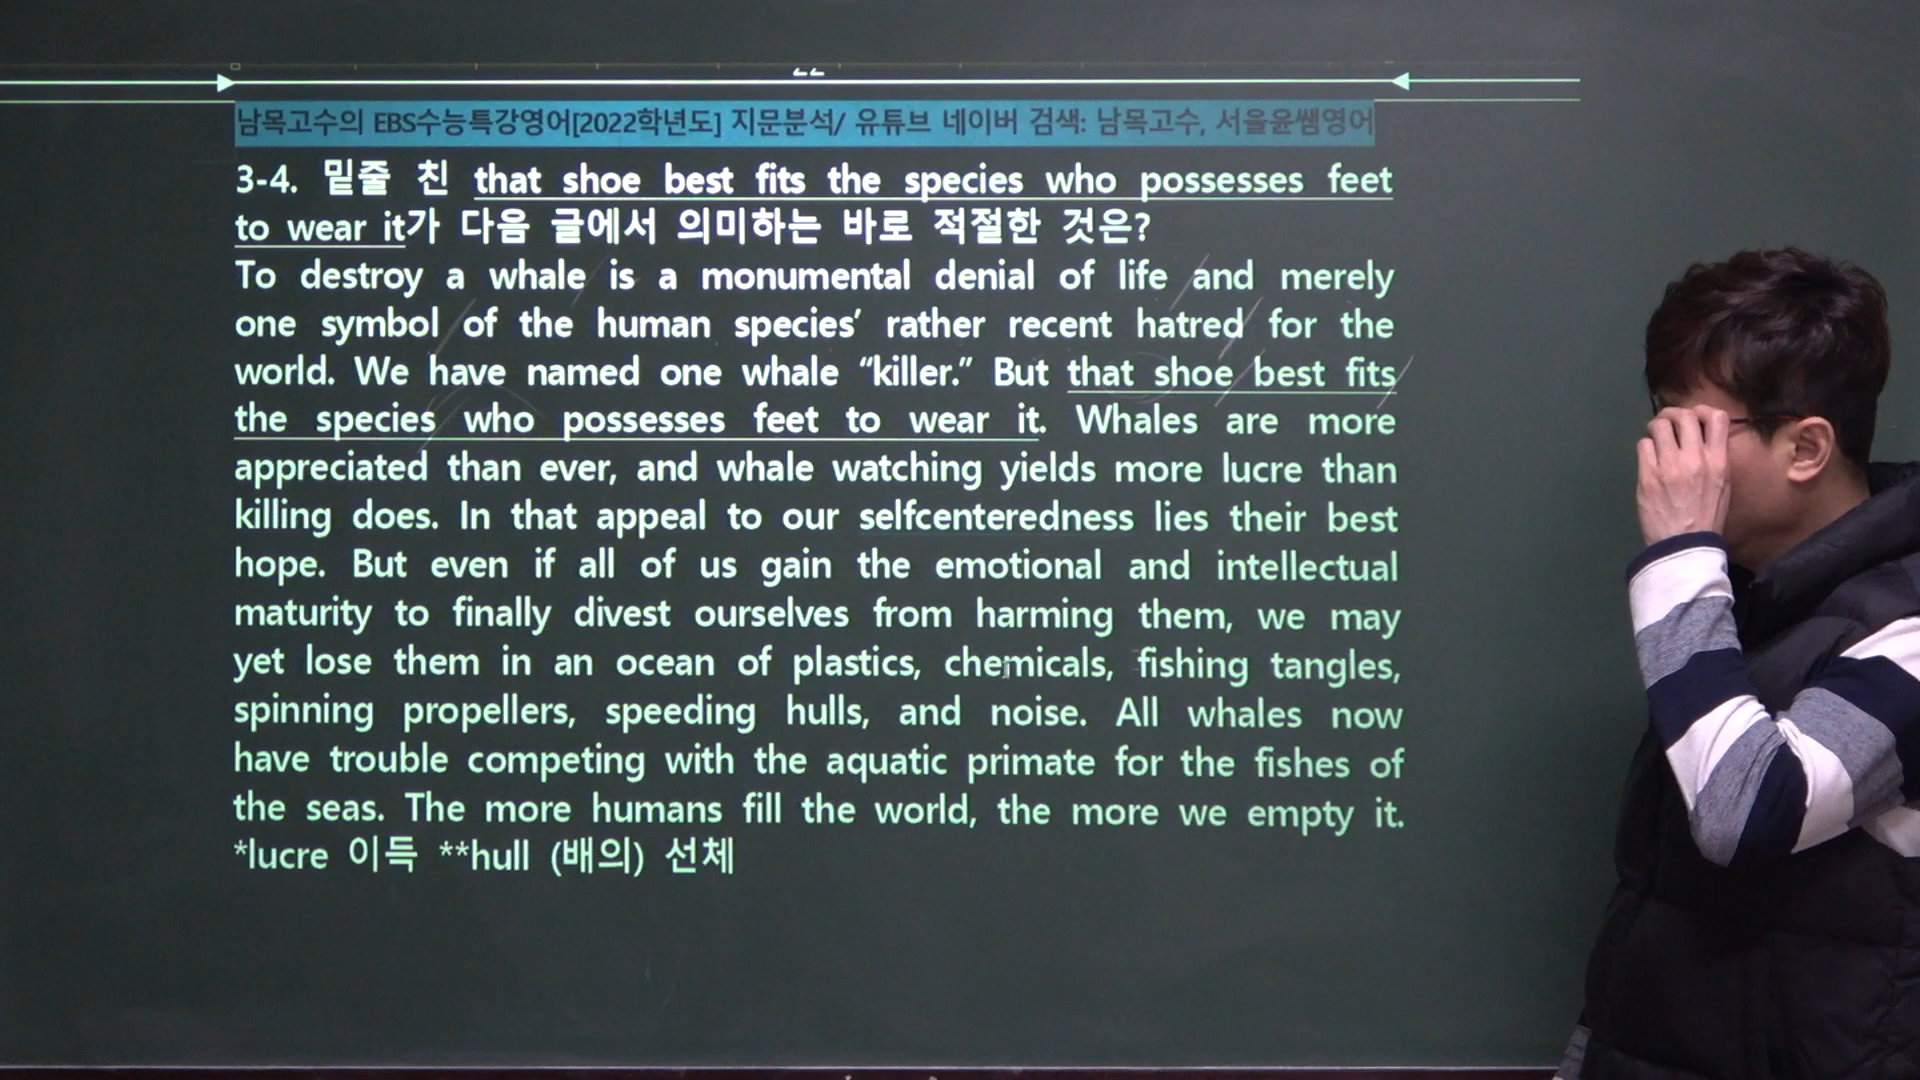 남목고수의 EBS수능특강영어[2022학년도] 지문분석/ 유튜브 네이버 검색: 남목고수, 서울윤쌤영어
3-4. 밑줄 친 that shoe best fits the species who possesses feet
to wear it가 다음 글에서 의미하는 바로 적절한 것은?
To destroy a whale is a monumental denial of life and merely
one symbol of the human species’ rather recent hatred for the
world. We have named one whale “killer.” But that shoe best fits
the species who possesses feet to wear it. Whales are more
appreciated than ever, and whale watching yields more lucre than
killing does. In that appeal to our selfcenteredness lies their best
hope. But even if all of us gain the emotional and intellectual
maturity to finally divest ourselves from harming them, we may
yet lose them in an ocean of plastics, chemicals, fishing tangles,
spinning propellers, speeding hulls, and noise. All whales now
have trouble competing with the aquatic primate for the fishes of
the seas. The more humans fill the world, the more we empty it.
*lucre 이득 **hull (배의) 선체